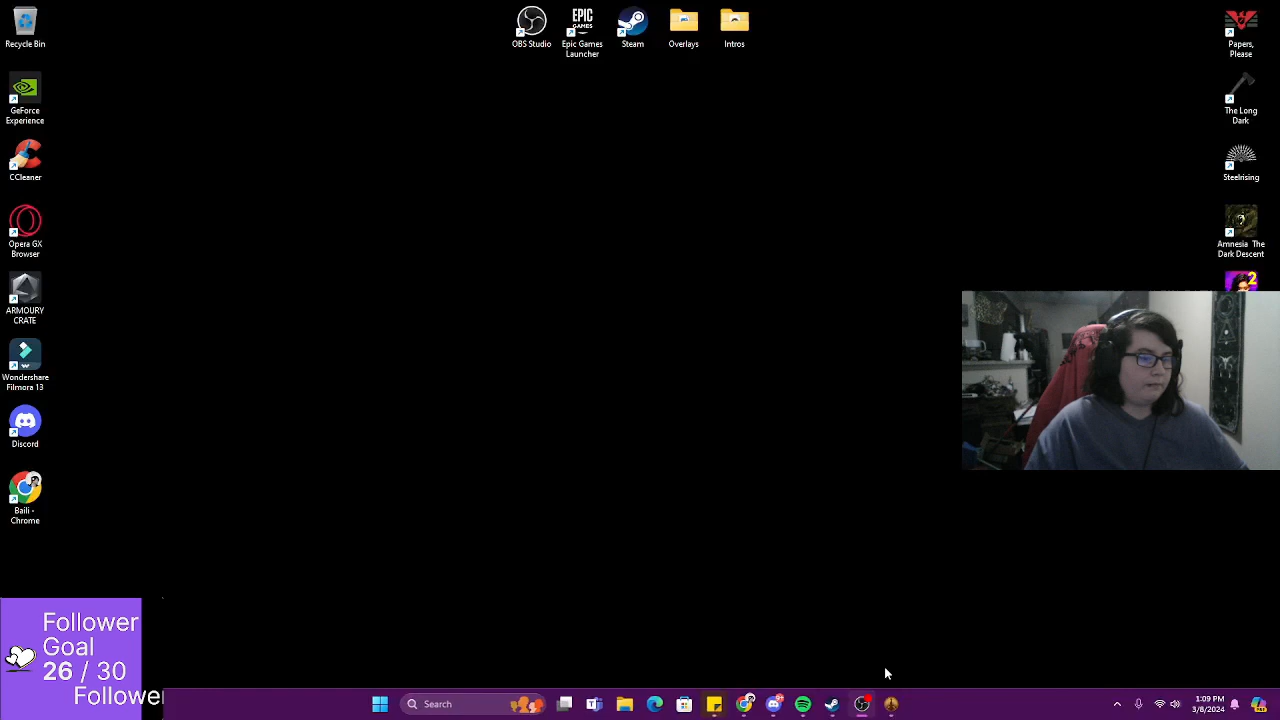 Recycle Bin
GeForce
Experience
CCleaner
Opera GX
Browser
ARMOURY
CRATE
Wondershare
Filmora 13
Discord
Baili -
Chrome
OBS Studio
EPIC
GAMES
Epic Games
Launcher
Steam
Overlays
Intros
Papers,
Please
The Long
Dark
Steelrising
Amnesia The
Dark Descent
2
Follower
Goal
26 / 30
Follower
Search
1:09 PM
3/8/2024